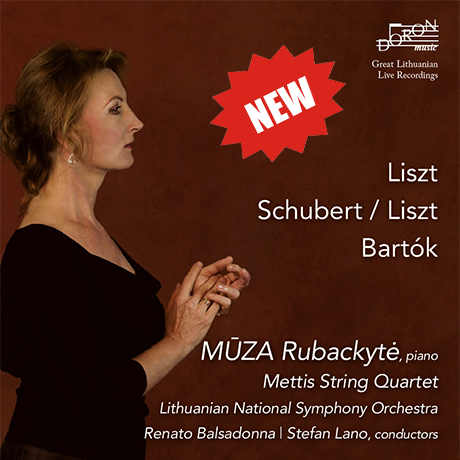 DORON
music
Great Lithuanian
Live Recordings
NEW
Liszt
Schubert / Liszt
Bartók
MŪZA Rubackytė, piano
Mettis String Quartet
Lithuanian National Symphony Orchestra
Renato Balsadonna | Stefan Lano, conductors